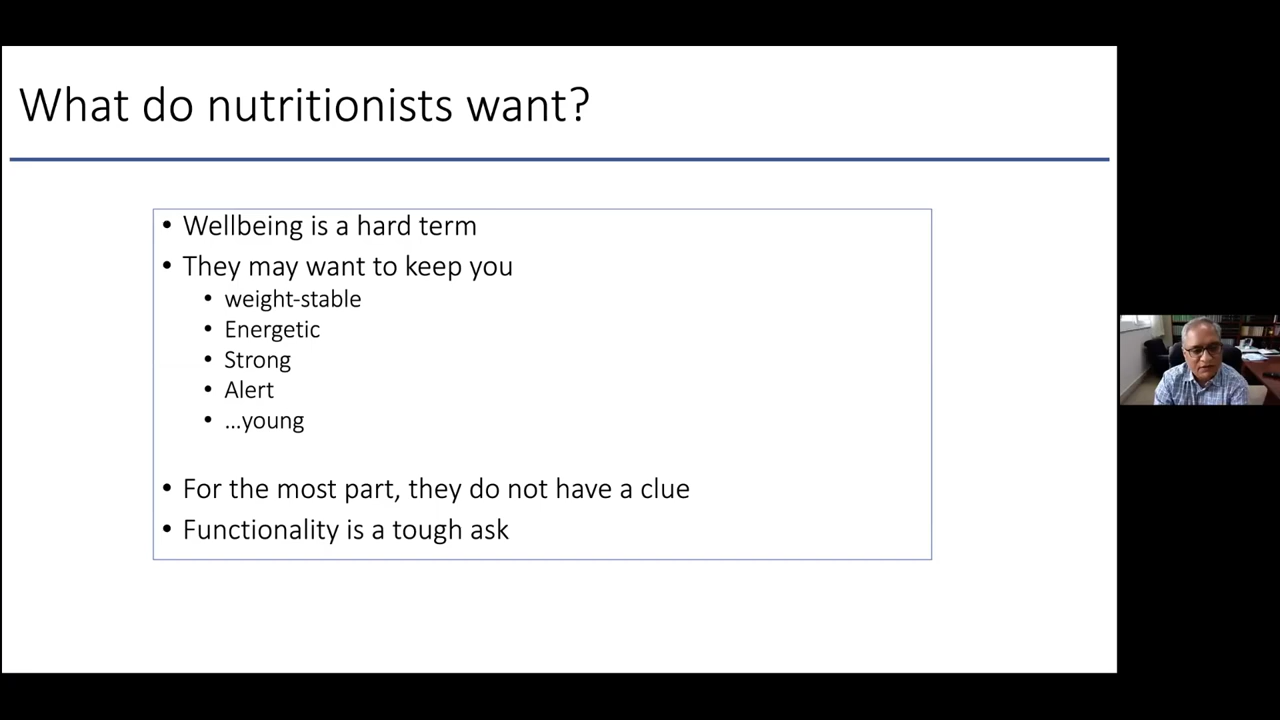 What do nutritionists want?
• Wellbeing is a hard term
• They may want to keep you
• weight-stable
• Energetic
• Strong
• Alert
• ...young
• For the most part, they do not have a clue
• Functionality is a tough ask